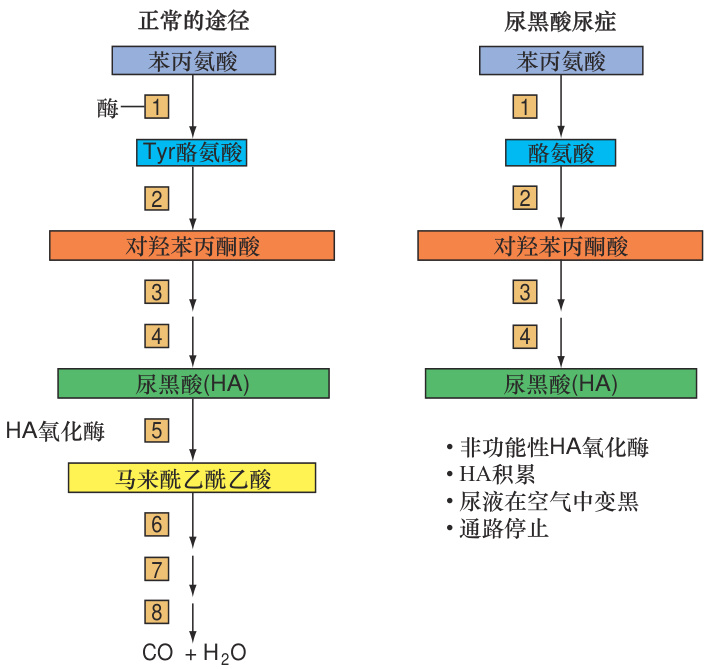 正常的途径
苯丙氨酸
酶
1
Tyr酪氨酸
2
对羟苯丙酮酸
3
4
尿黑酸(HA)
HA氧化酶
5
马来酰乙酰乙酸
6
7
8
CO + H2O
尿黑酸尿症
苯丙氨酸
1
酪氨酸
2
对羟苯丙酮酸
3
4
尿黑酸(HA)
• 非功能性HA氧化酶
• HA积累
• 尿液在空气中变黑
• 通路停止